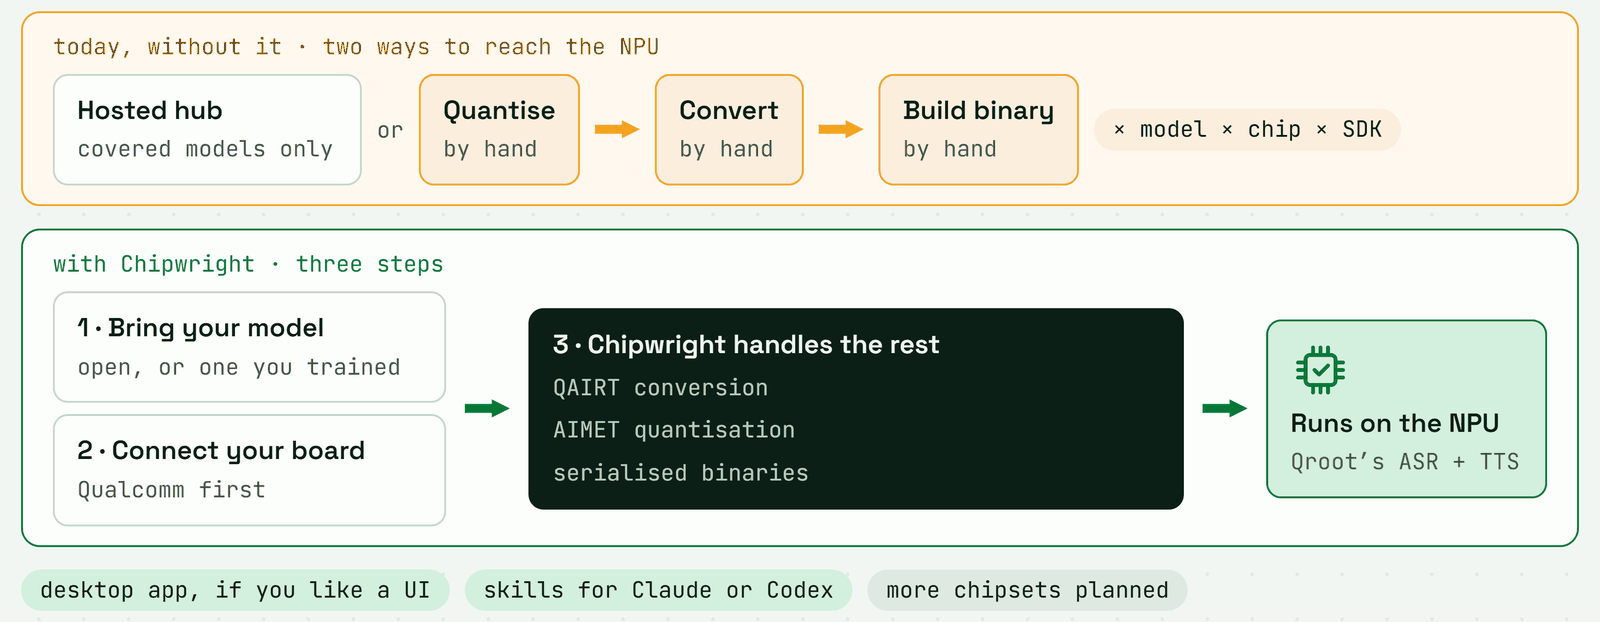 today, without it · two ways to reach the NPU
Hosted hub
covered models only
or
Quantise
by hand
Convert
by hand
Build binary
by hand
× model × chip × SDK
with Chipwright · three steps
1 · Bring your model
open, or one you trained
2 · Connect your board
Qualcomm first
3 · Chipwright handles the rest
QAIRT conversion
AIMET quantisation
serialised binaries
Runs on the NPU
Qroot’s ASR + TTS
desktop app, if you like a UI
skills for Claude or Codex
more chipsets planned